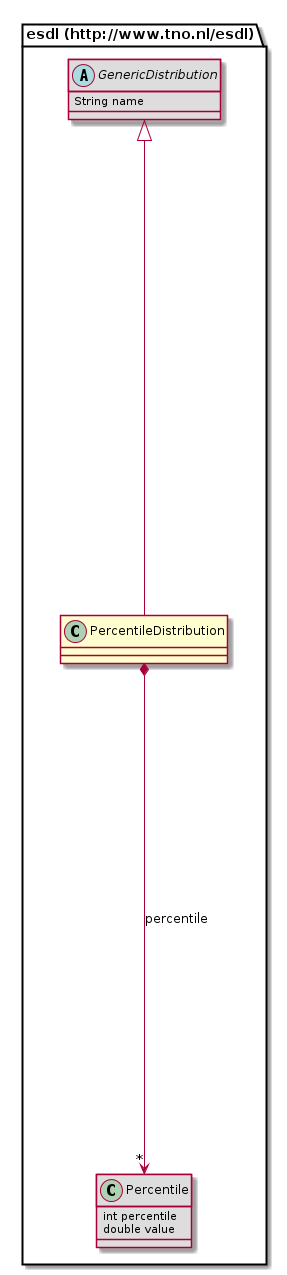 esdl (http://www.tno.nl/esdl)
A GenericDistribution
String name
C PercentileDistribution
percentile
*
C Percentile
int percentile
double value